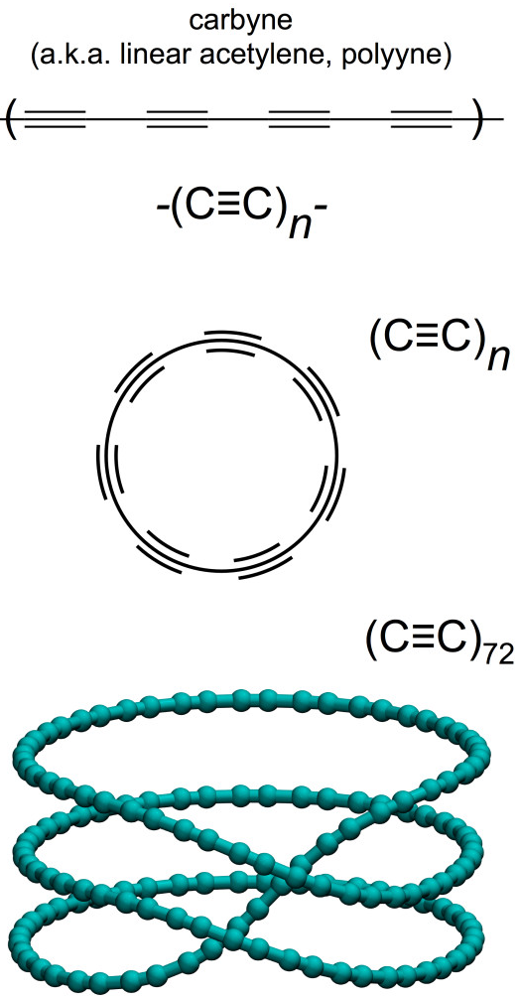 carbyne
(a.k.a. linear acetylene, polyyne)
-(C≡C)n-
(C≡C)n
(C≡C)72